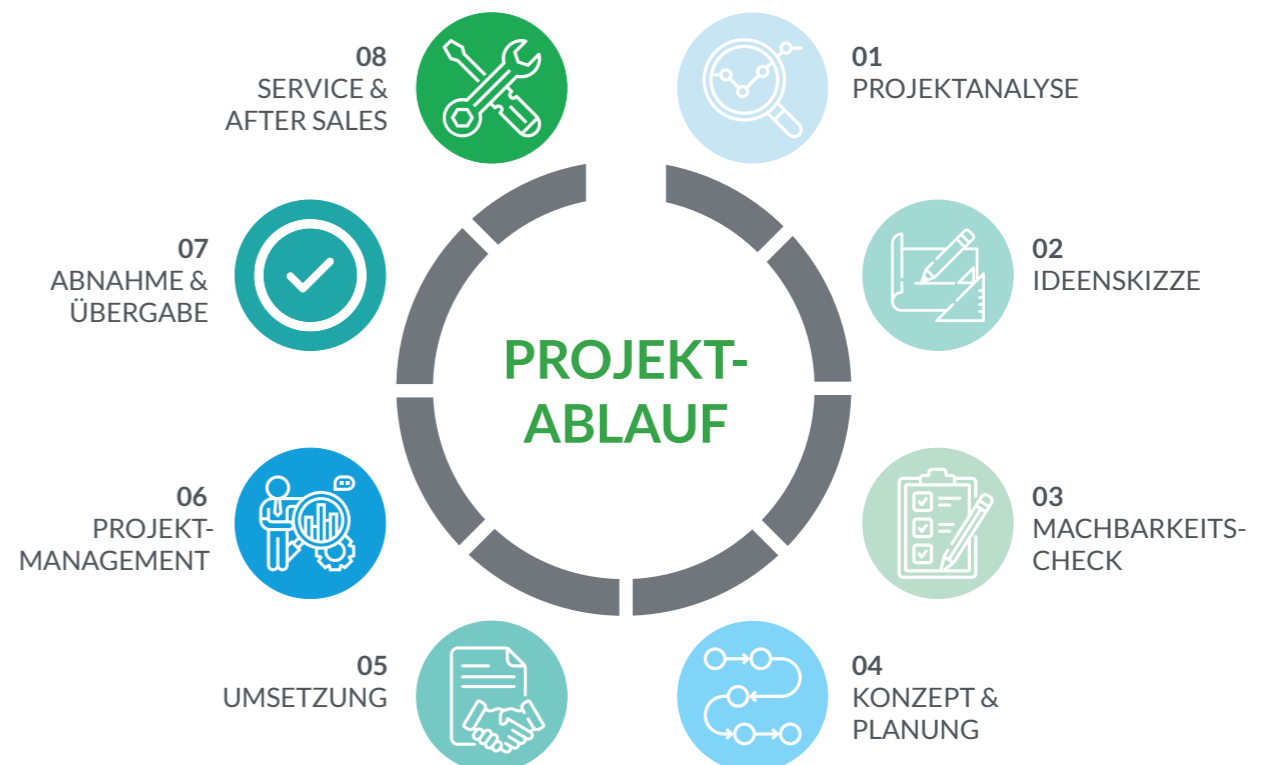 PROJEKT-
ABLAUF
01
PROJEKTANALYSE
02
IDEENSKIZZE
03
MACHBARKEITS-
CHECK
04
KONZEPT &
PLANUNG
05
UMSETZUNG
06
PROJEKT-
MANAGEMENT
07
ABNAHME &
ÜBERGABE
08
SERVICE &
AFTER SALES